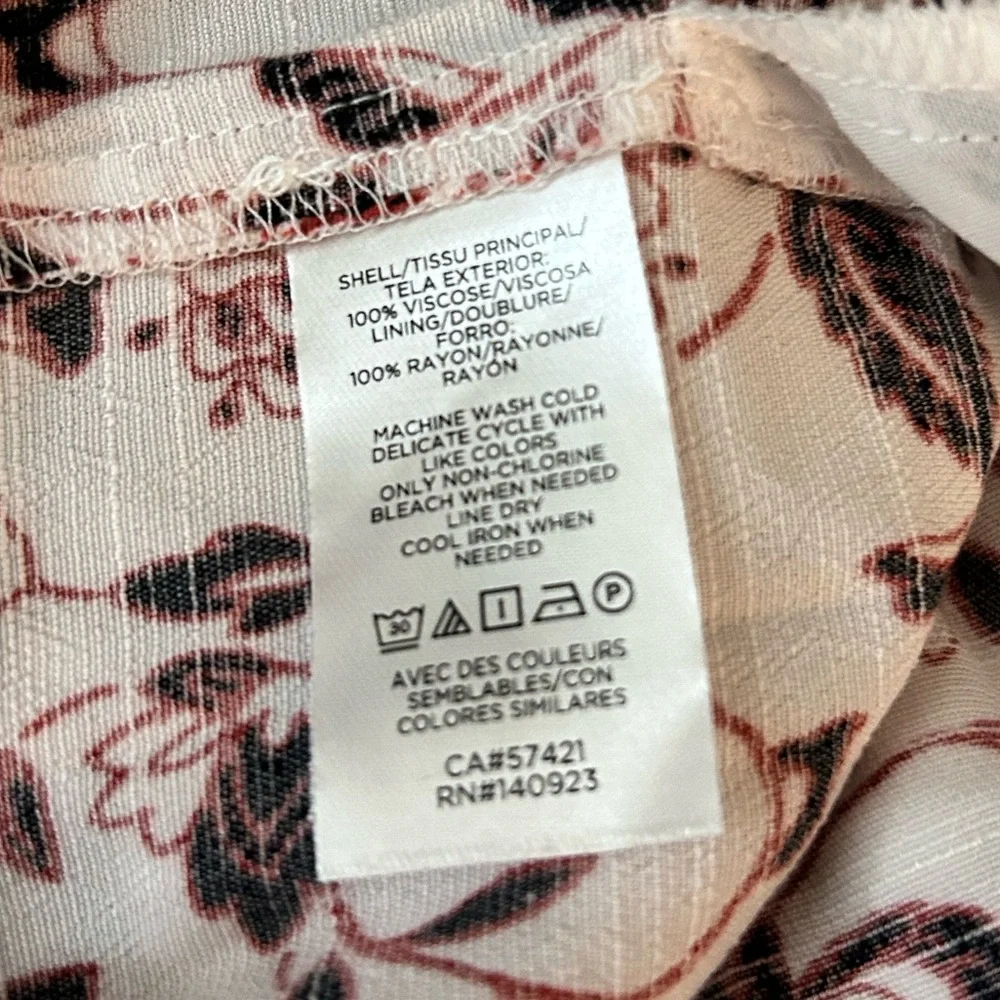 SHELL/TISSU PRINCIPAL/
TELA EXTERIOR:
100% VISCOSE/VISCOSA
LINING/DOUBLURE/
FORRO:
100% RAYON/RAYONNE/
RAYÓN
MACHINE WASH COLD
DELICATE CYCLE WITH
LIKE COLORS
ONLY NON-CHLORINE
BLEACH WHEN NEEDED
LINE DRY
COOL IRON WHEN
NEEDED
30 P
AVEC DES COULEURS
SEMBLABLES/CON
COLORES SIMILARES
CA#57421
RN#140923